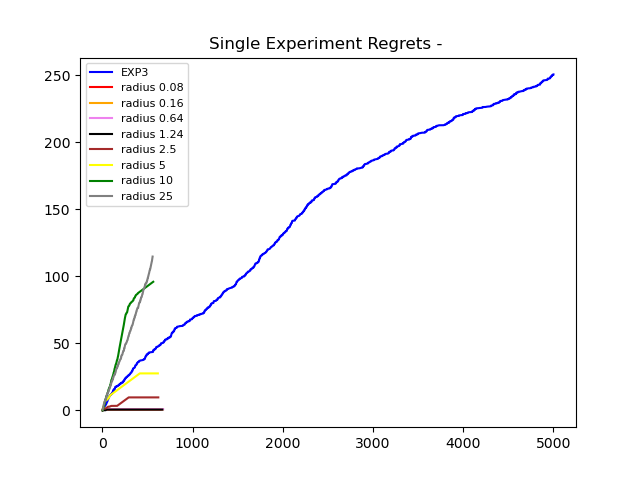 Single Experiment Regrets -
EXP3
radius 0.08
radius 0.16
radius 0.64
radius 1.24
radius 2.5
radius 5
radius 10
radius 25
250
200
150
100
50
0
0 1000 2000 3000 4000 5000